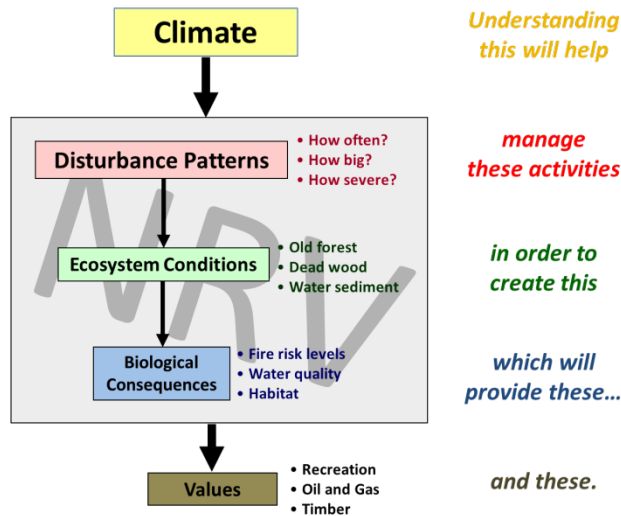 Climate
Understanding
this will help
Disturbance Patterns
• How often?
• How big?
• How severe?
manage
these activities
NRV
Ecosystem Conditions
• Old forest
• Dead wood
• Water sediment
in order to
create this
Biological
Consequences
• Fire risk levels
• Water quality
• Habitat
which will
provide these…
Values
• Recreation
• Oil and Gas
• Timber
and these.